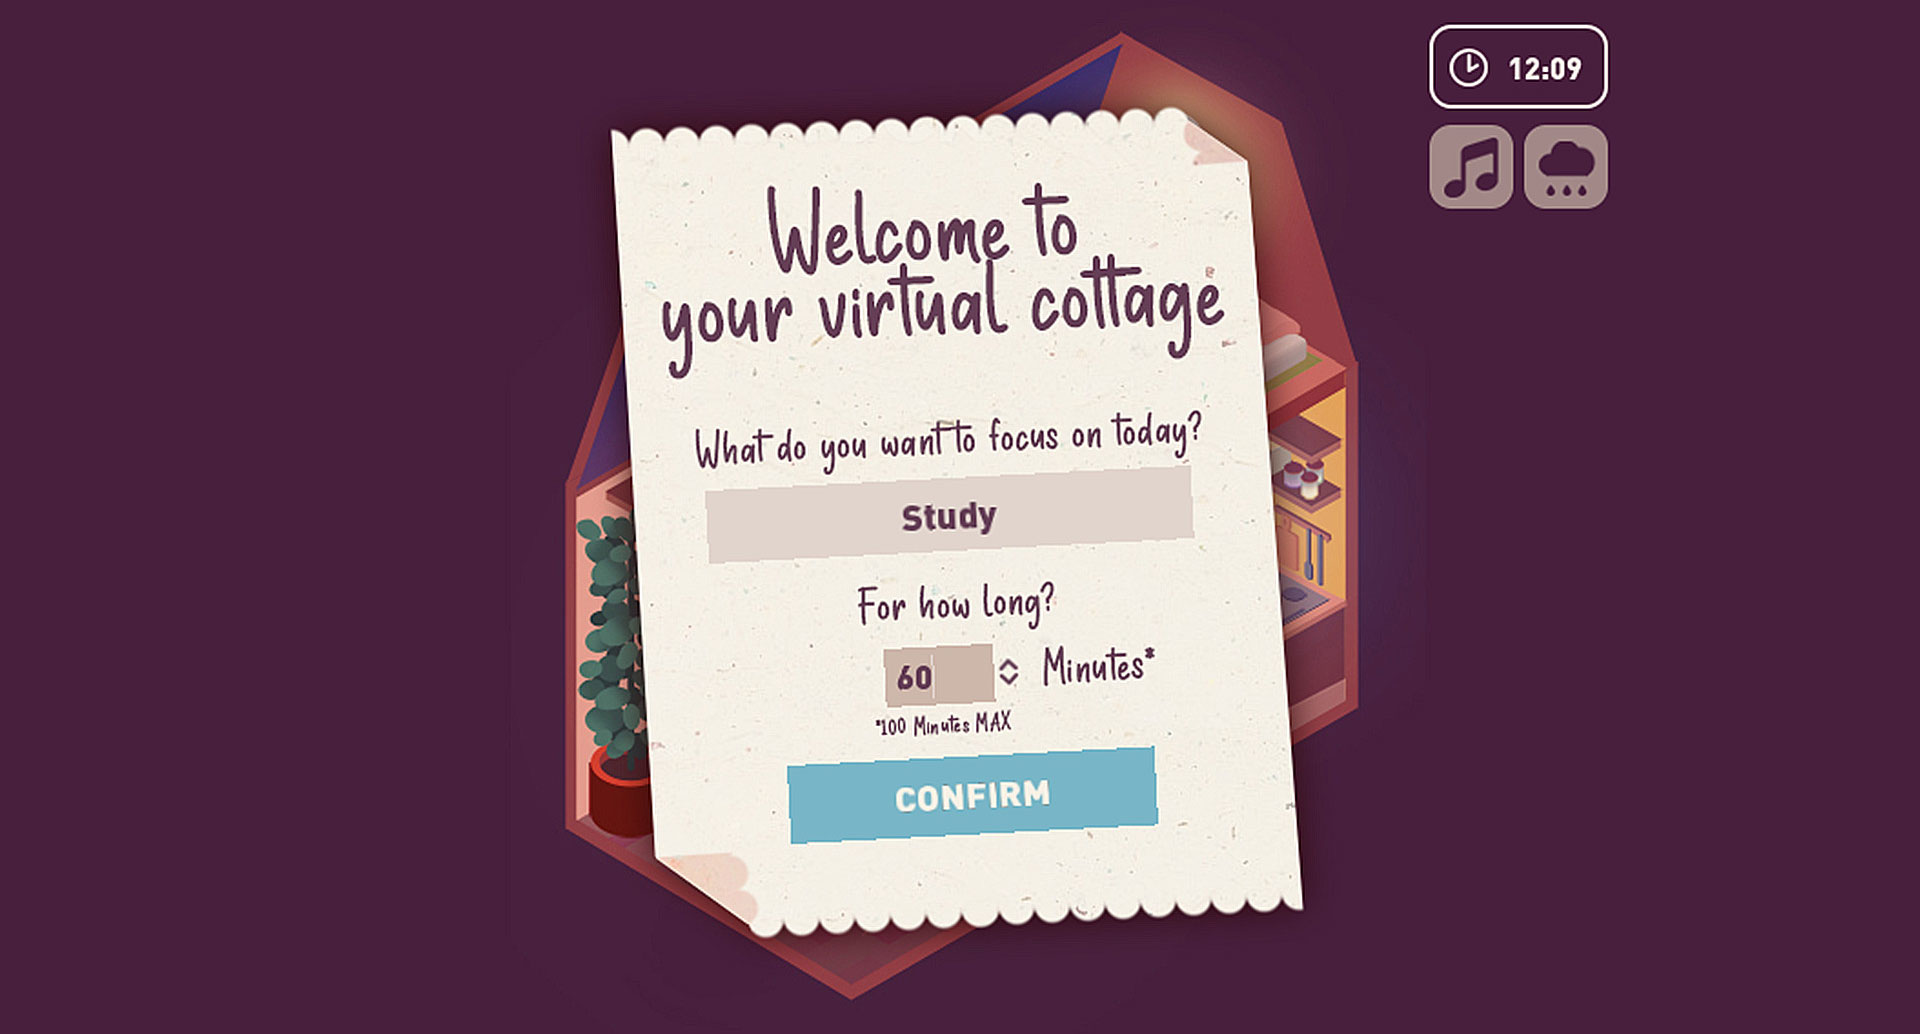 12:09
Welcome to
your virtual cottage
What do you want to focus on today?
Study
For how long?
60 Minutes*
*100 Minutes MAX
CONFIRM